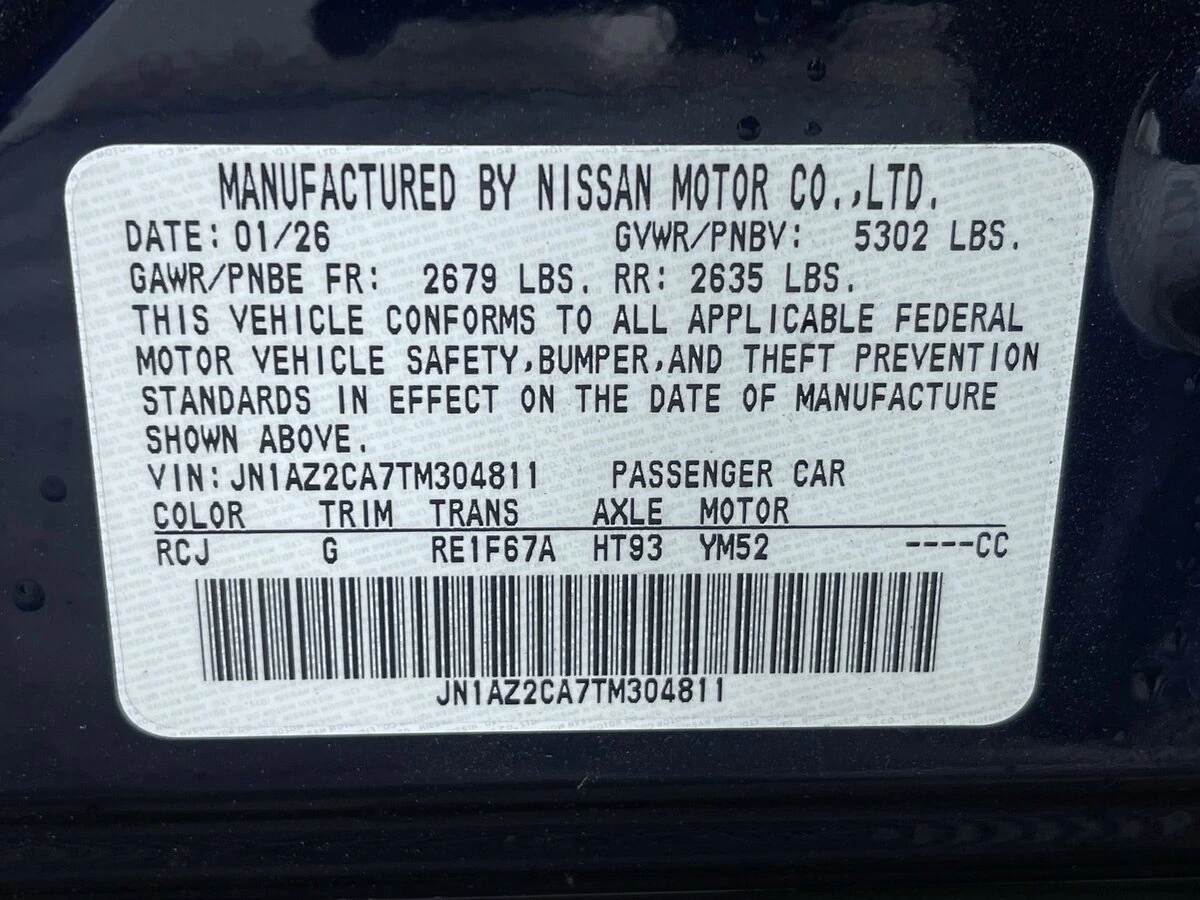 MANUFACTURED BY NISSAN MOTOR CO.,LTD.
DATE: 01/26 GVWR/PNBV: 5302 LBS.
GAWR/PNBE FR: 2679 LBS. RR: 2635 LBS.
THIS VEHICLE CONFORMS TO ALL APPLICABLE FEDERAL
MOTOR VEHICLE SAFETY,BUMPER,AND THEFT PREVENTION
STANDARDS IN EFFECT ON THE DATE OF MANUFACTURE
SHOWN ABOVE.
VIN:JN1AZ2CA7TM304811 PASSENGER CAR
COLOR TRIM TRANS AXLE MOTOR
RCJ G RE1F67A HT93 YM52 ----CC
JN1AZ2CA7TM304811